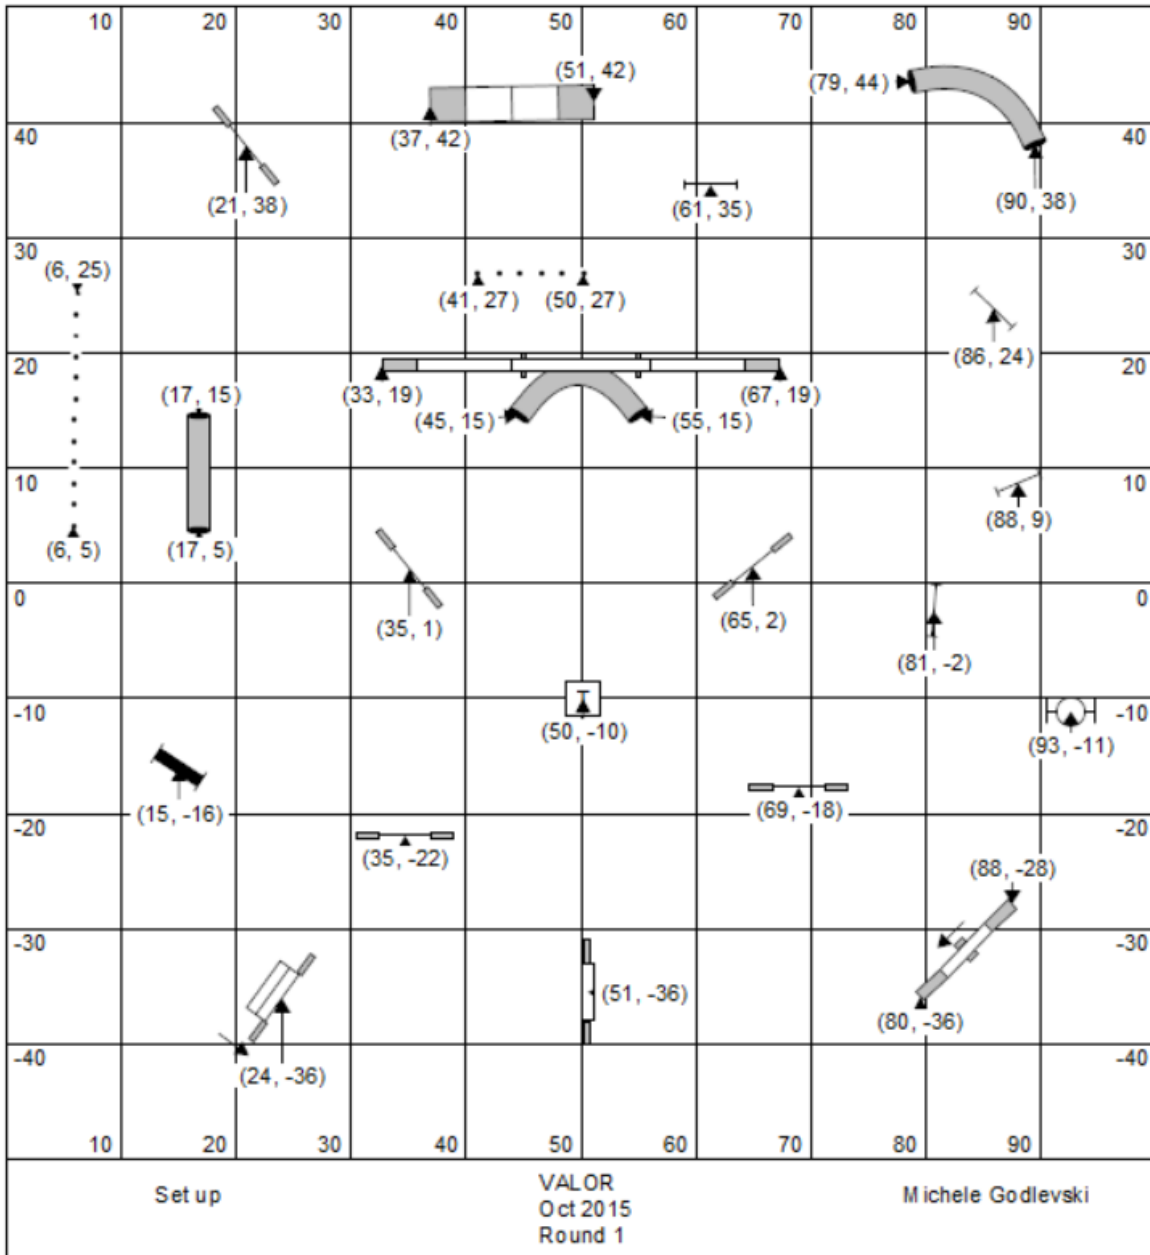 10 20 30 40 50 60 70 80 90
(51, 42)
(79, 44)
40 (37, 42) 40
(21, 38) (61, 35) (90, 38)
30 30
(6, 25) (41, 27) (50, 27)
20 (86, 24) 20
(17, 15) (33, 19) (67, 19)
(45, 15) (55, 15)
10 10
(88, 9)
(6, 5) (17, 5)
0 0
(35, 1) (65, 2)
(81, -2)
-10 -10
(50, -10) (93, -11)
(15, -16) (69, -18)
-20 -20
(35, -22) (88, -28)
-30 -30
(51, -36)
(80, -36)
-40 -40
(24, -36)
10 20 30 40 50 60 70 80 90
Set up
VALOR
Oct 2015
Round 1
Michele Godlevski